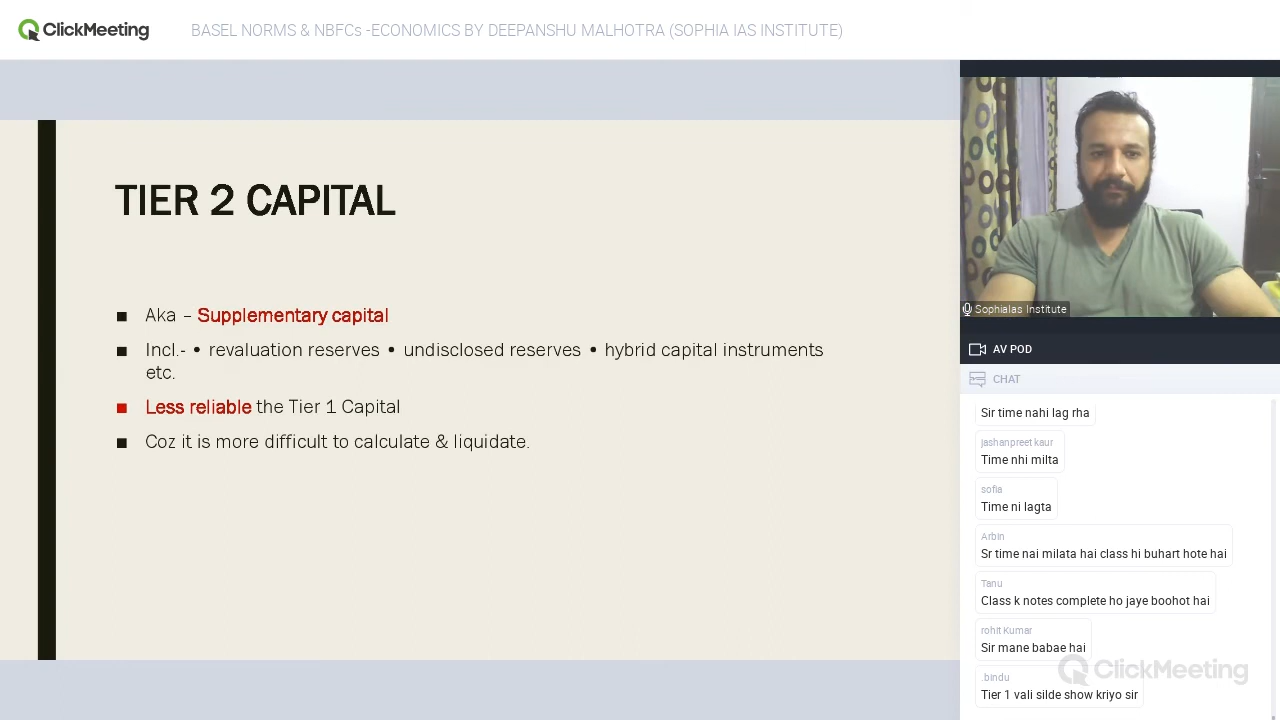 ClickMeeting
BASEL NORMS & NBFCs -ECONOMICS BY DEEPANSHU MALHOTRA (SOPHIA IAS INSTITUTE)
TIER 2 CAPITAL
■ Aka – Supplementary capital
■ Incl.- • revaluation reserves • undisclosed reserves • hybrid capital instruments
etc.
■ Less reliable the Tier 1 Capital
■ Coz it is more difficult to calculate & liquidate.
SophiaIas Institute
AV POD
CHAT
Sir time nahi lag rha
jashanpreet kaur
Time nhi milta
sofia
Time ni lagta
Arbin
Sr time nai milata hai class hi buhart hote hai
Tanu
Class k notes complete ho jaye boohot hai
rohit Kumar
Sir mane babae hai
.bindu
Tier 1 vali silde show kriyo sir
ClickMeeting